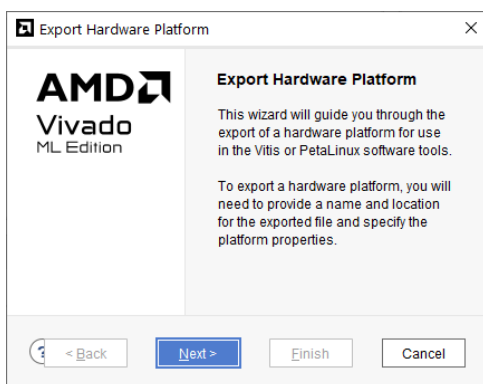 Export Hardware Platform
AMD
Vivado
ML Edition
Export Hardware Platform
This wizard will guide you through the
export of a hardware platform for use
in the Vitis or PetaLinux software tools.
To export a hardware platform, you will
need to provide a name and location
for the exported file and specify the
platform properties.
? < Back Next > Finish Cancel